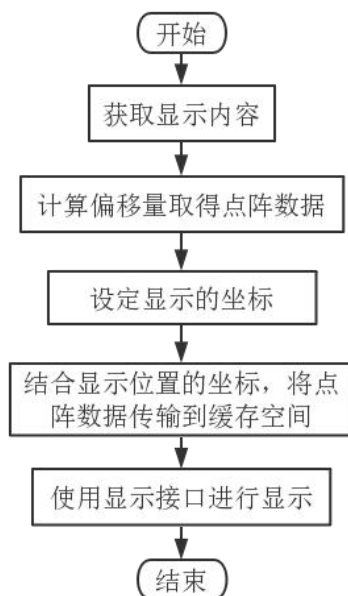 开始
获取显示内容
计算偏移量取得点阵数据
设定显示的坐标
结合显示位置的坐标，将点
阵数据传输到缓存空间
使用显示接口进行显示
结束